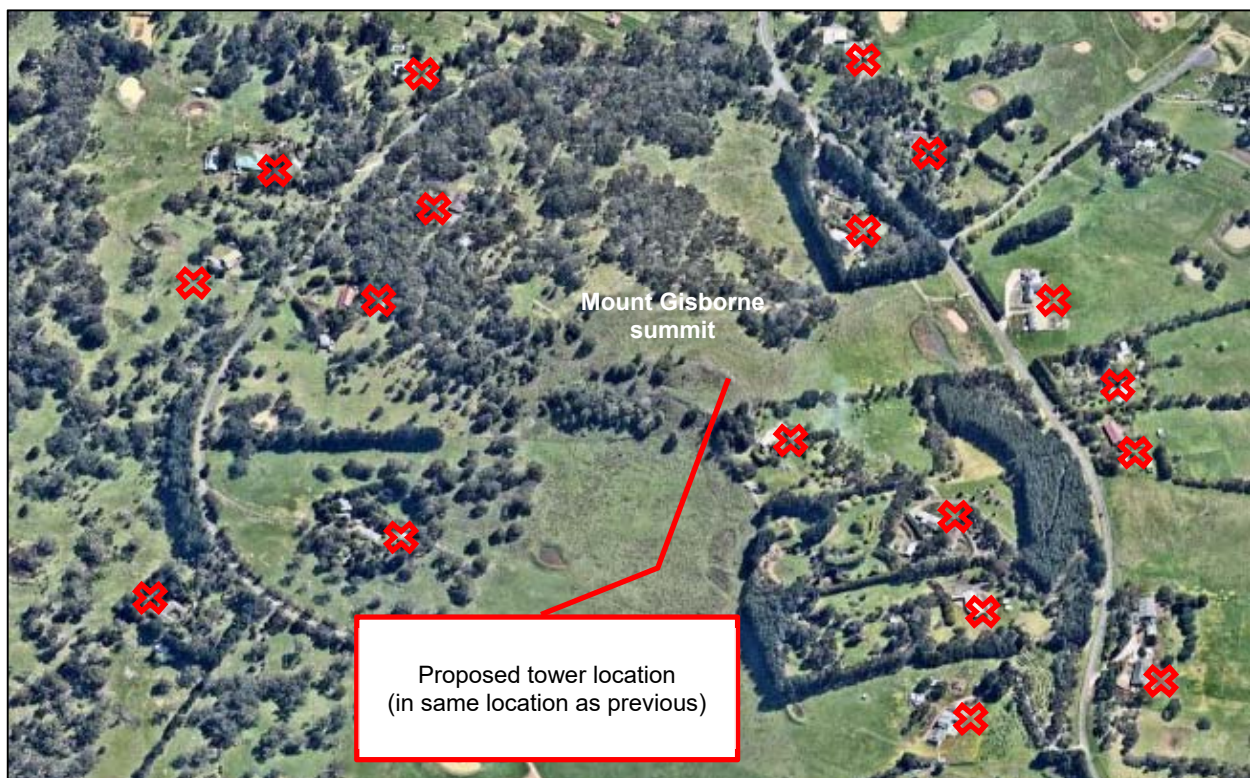 Mount Gisborne
summit
Proposed tower location
(in same location as previous)